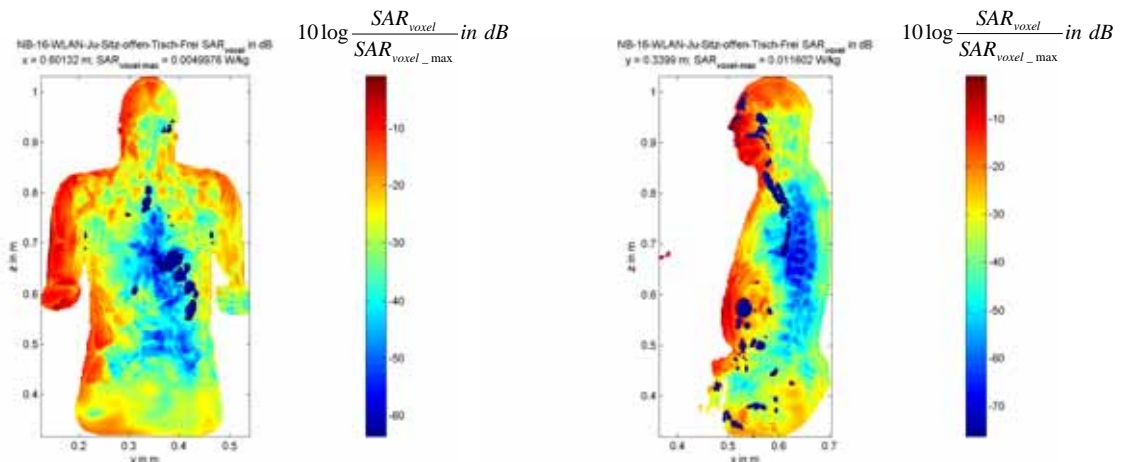 10 log SAR_voxel / SAR_voxel_max in dB
NB-16-WLAN-Ju-Sitz-offen-Tisch-Frei SAR_voxel in dB
x = 0.60132 m; SAR_voxel-max = 0.0049976 W/kg
1
0.9
0.8
0.7
0.6
0.5
0.4
z in m
0.2 0.3 0.4 0.5
y in m
-10
-20
-30
-40
-50
-60
10 log SAR_voxel / SAR_voxel_max in dB
NB-16-WLAN-Ju-Sitz-offen-Tisch-Frei SAR_voxel in dB
y = 0.3399 m; SAR_voxel-max = 0.011602 W/kg
1
0.9
0.8
0.7
0.6
0.5
0.4
z in m
0.4 0.5 0.6 0.7
x in m
-10
-20
-30
-40
-50
-60
-70